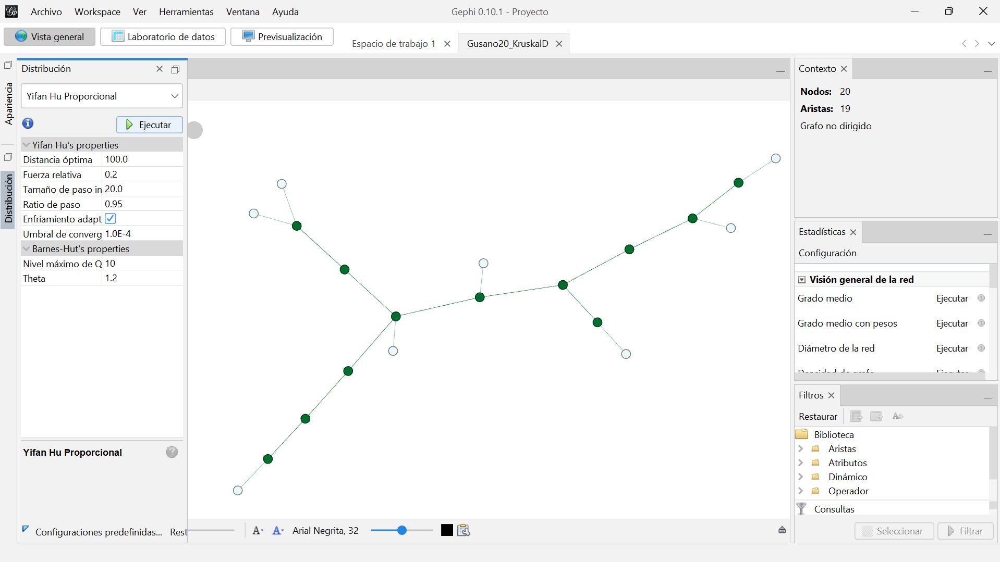 Archivo Workspace Ver Herramientas Ventana Ayuda Gephi 0.10.1 - Proyecto
Vista general Laboratorio de datos Previsualización Espacio de trabajo 1 Gusano20_KruskalD
Apariencia
Distribución
Distribución
Yifan Hu Proporcional
Ejecutar
Yifan Hu's properties
Distancia óptima 100.0
Fuerza relativa 0.2
Tamaño de paso in 20.0
Ratio de paso 0.95
Enfriamiento adapt
Umbral de converg 1.0E-4
Barnes-Hut's properties
Nivel máximo de Q 10
Theta 1.2
Yifan Hu Proporcional
Configuraciones predefinidas... Rest
A A Arial Negrita, 32
Contexto
Nodos: 20
Aristas: 19
Grafo no dirigido
Estadísticas
Configuración
Visión general de la red
Grado medio Ejecutar
Grado medio con pesos Ejecutar
Diámetro de la red Ejecutar
Filtros
Restaurar
Biblioteca
Aristas
Atributos
Dinámico
Operador
Consultas
Seleccionar Filtrar